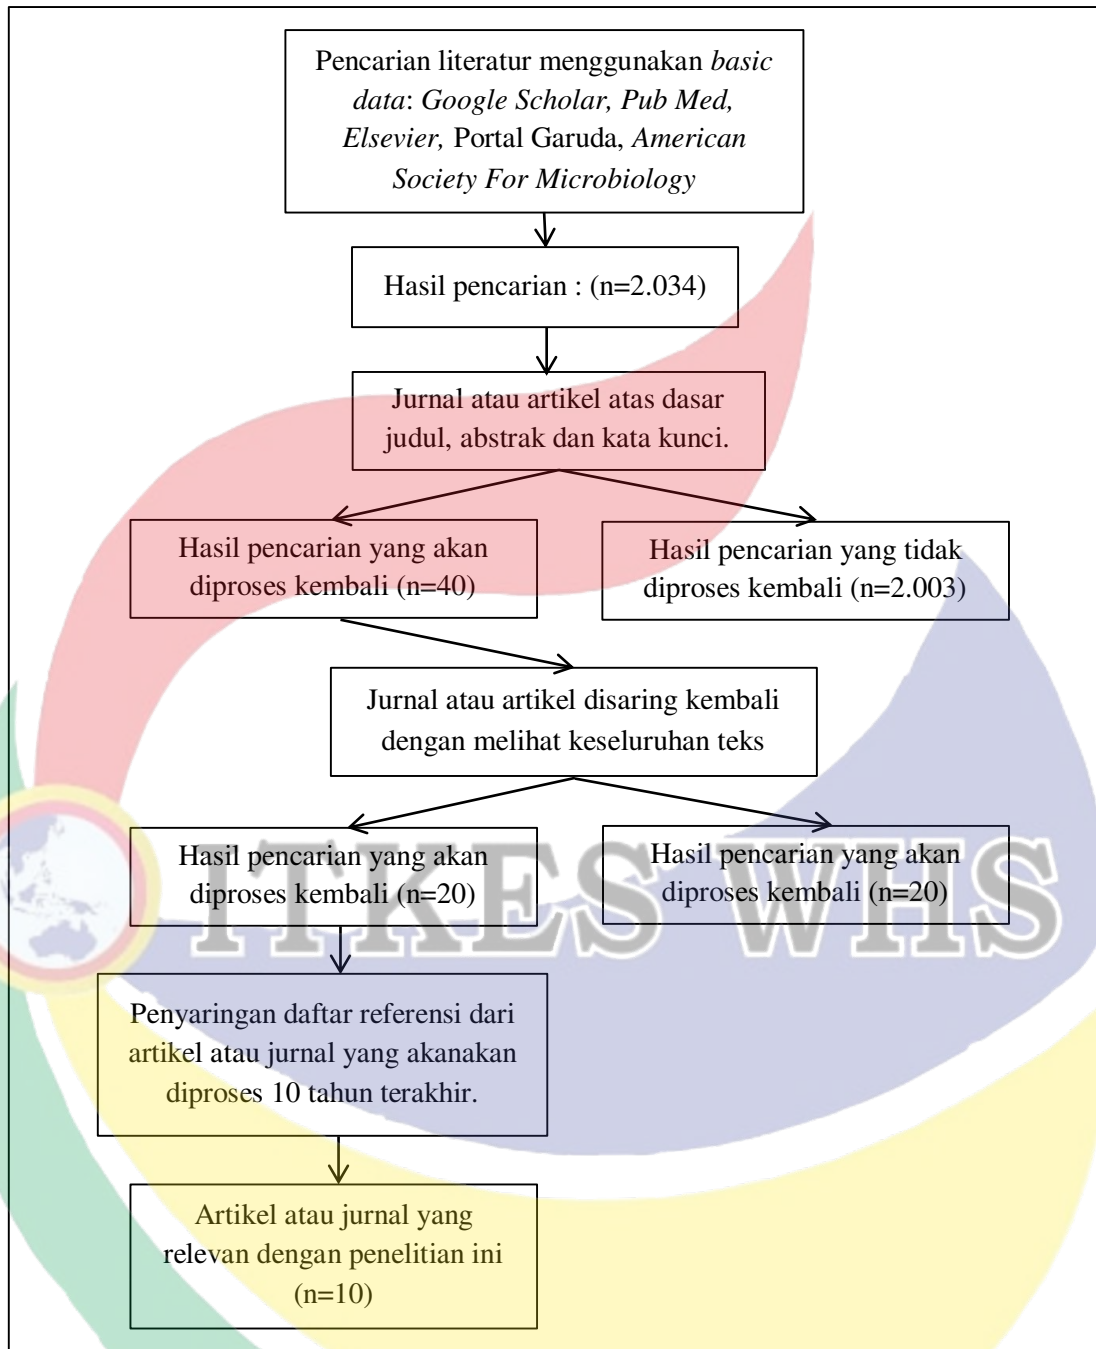 Pencarian literatur menggunakan basic
data: Google Scholar, Pub Med,
Elsevier, Portal Garuda, American
Society For Microbiology
Hasil pencarian : (n=2.034)
Jurnal atau artikel atas dasar
judul, abstrak dan kata kunci.
Hasil pencarian yang akan
diproses kembali (n=40)
Hasil pencarian yang tidak
diproses kembali (n=2.003)
Jurnal atau artikel disaring kembali
dengan melihat keseluruhan teks
Hasil pencarian yang akan
diproses kembali (n=20)
Hasil pencarian yang akan
diproses kembali (n=20)
ITKES WHS
Penyaringan daftar referensi dari
artikel atau jurnal yang akanakan
diproses 10 tahun terakhir.
Artikel atau jurnal yang
relevan dengan penelitian ini
(n=10)